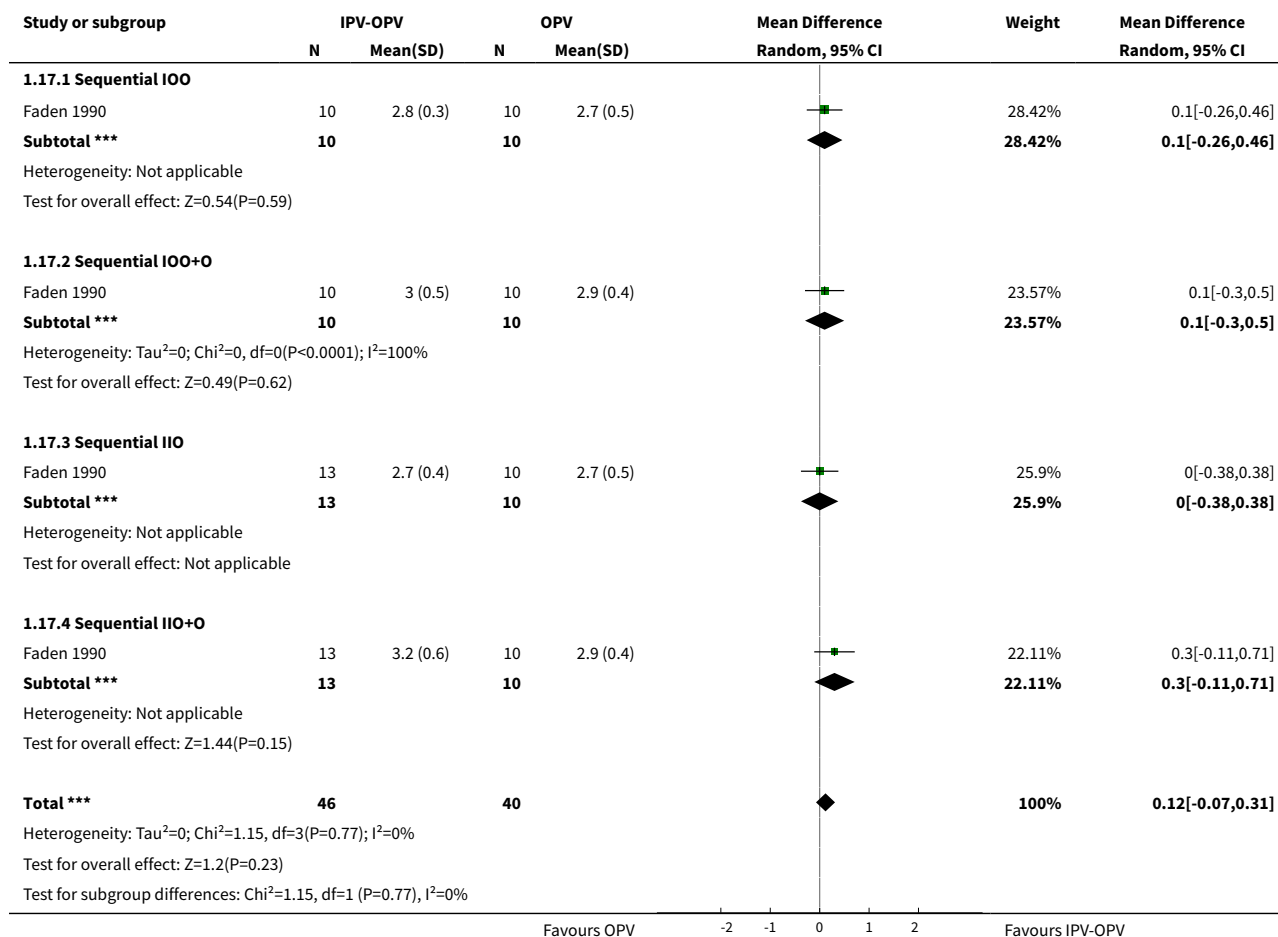 Study or subgroup IPV-OPV OPV Mean Difference Weight Mean Difference
N Mean(SD) N Mean(SD) Random, 95% CI Random, 95% CI
1.17.1 Sequential IOO
Faden 1990 10 2.8 (0.3) 10 2.7 (0.5) 28.42% 0.1[-0.26,0.46]
Subtotal *** 10 10 28.42% 0.1[-0.26,0.46]
Heterogeneity: Not applicable
Test for overall effect: Z=0.54(P=0.59)
1.17.2 Sequential IOO+O
Faden 1990 10 3 (0.5) 10 2.9 (0.4) 23.57% 0.1[-0.3,0.5]
Subtotal *** 10 10 23.57% 0.1[-0.3,0.5]
Heterogeneity: Tau²=0; Chi²=0, df=0(P<0.0001); I²=100%
Test for overall effect: Z=0.49(P=0.62)
1.17.3 Sequential IIO
Faden 1990 13 2.7 (0.4) 10 2.7 (0.5) 25.9% 0[-0.38,0.38]
Subtotal *** 13 10 25.9% 0[-0.38,0.38]
Heterogeneity: Not applicable
Test for overall effect: Not applicable
1.17.4 Sequential IIO+O
Faden 1990 13 3.2 (0.6) 10 2.9 (0.4) 22.11% 0.3[-0.11,0.71]
Subtotal *** 13 10 22.11% 0.3[-0.11,0.71]
Heterogeneity: Not applicable
Test for overall effect: Z=1.44(P=0.15)
Total *** 46 40 100% 0.12[-0.07,0.31]
Heterogeneity: Tau²=0; Chi²=1.15, df=3(P=0.77); I²=0%
Test for overall effect: Z=1.2(P=0.23)
Test for subgroup differences: Chi²=1.15, df=1 (P=0.77), I²=0%
Favours OPV -2 -1 0 1 2 Favours IPV-OPV